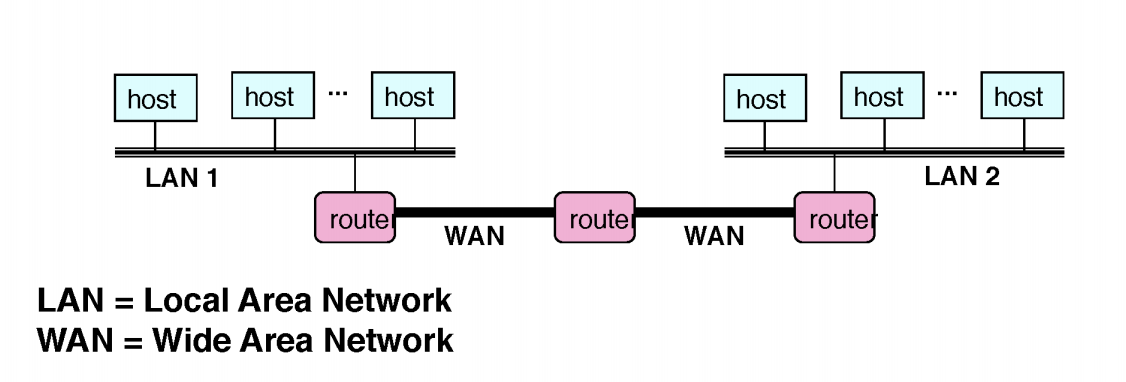 host host ... host host host ... host
LAN 1 LAN 2
router router router
WAN WAN
LAN = Local Area Network
WAN = Wide Area Network